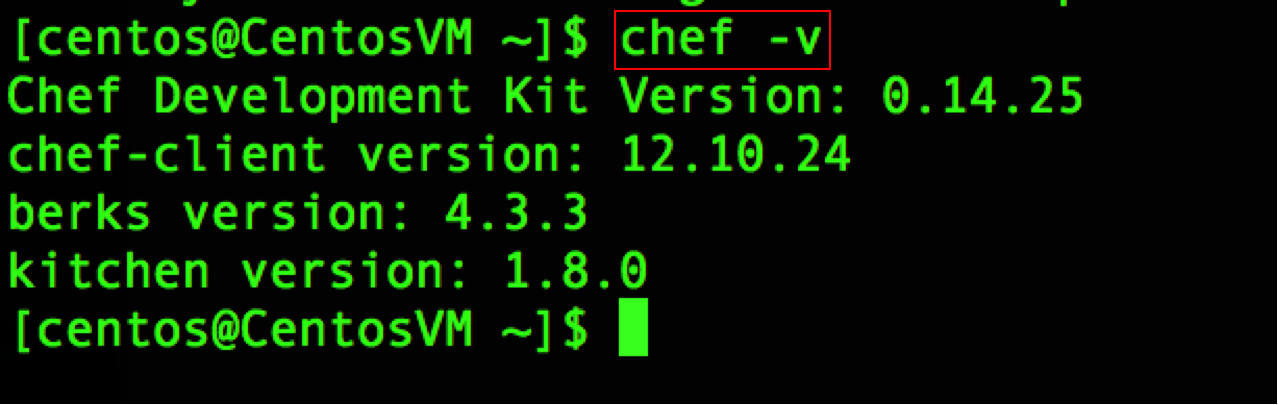 [centos@CentosVM ~]$ chef -v
Chef Development Kit Version: 0.14.25
chef-client version: 12.10.24
berks version: 4.3.3
kitchen version: 1.8.0
[centos@CentosVM ~]$